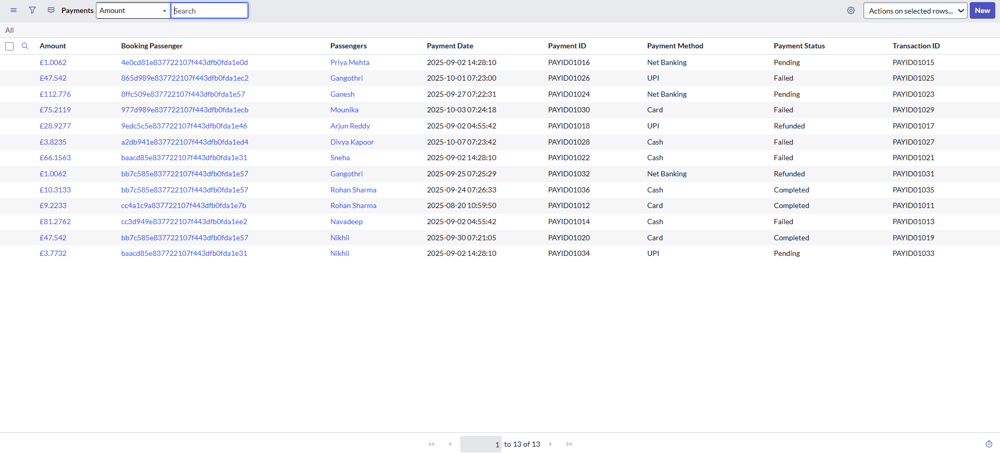 Payments Amount Search Actions on selected rows... New
All
Amount Booking Passenger Passengers Payment Date Payment ID Payment Method Payment Status Transaction ID
£1.0062 4e0cd81e837722107f443dfb0fda1e0d Priya Mehta 2025-09-02 14:28:10 PAYID01016 Net Banking Pending PAYID01015
£47.542 865d989e837722107f443dfb0fda1ec2 Gangothri 2025-10-01 07:23:00 PAYID01026 UPI Failed PAYID01025
£112.776 8ffc509e837722107f443dfb0fda1e57 Ganesh 2025-09-27 07:22:31 PAYID01024 Net Banking Pending PAYID01023
£75.2119 977d989e837722107f443dfb0fda1ecb Mounika 2025-10-03 07:24:18 PAYID01030 Card Failed PAYID01029
£28.9277 9edc5c5e837722107f443dfb0fda1e46 Arjun Reddy 2025-09-02 04:55:42 PAYID01018 UPI Refunded PAYID01017
£3.8235 a2db941e837722107f443dfb0fda1ed4 Divya Kapoor 2025-10-07 07:23:42 PAYID01028 Cash Failed PAYID01027
£66.1563 baacd85e837722107f443dfb0fda1e31 Sneha 2025-09-02 14:28:10 PAYID01022 Cash Failed PAYID01021
£1.0062 bb7c585e837722107f443dfb0fda1e57 Gangothri 2025-09-25 07:25:29 PAYID01032 Net Banking Refunded PAYID01031
£10.3133 bb7c585e837722107f443dfb0fda1e57 Rohan Sharma 2025-09-24 07:26:33 PAYID01036 Cash Completed PAYID01035
£9.2233 cc4a1c9a837722107f443dfb0fda1e7b Rohan Sharma 2025-08-20 10:59:50 PAYID01012 Card Completed PAYID01011
£81.2762 cc3d949e837722107f443dfb0fda1ee2 Navadeep 2025-09-02 04:55:42 PAYID01014 Cash Failed PAYID01013
£47.542 bb7c585e837722107f443dfb0fda1e57 Nikhil 2025-09-30 07:21:05 PAYID01020 Card Completed PAYID01019
£3.7732 baacd85e837722107f443dfb0fda1e31 Nikhil 2025-09-02 14:28:10 PAYID01034 UPI Pending PAYID01033
1 to 13 of 13